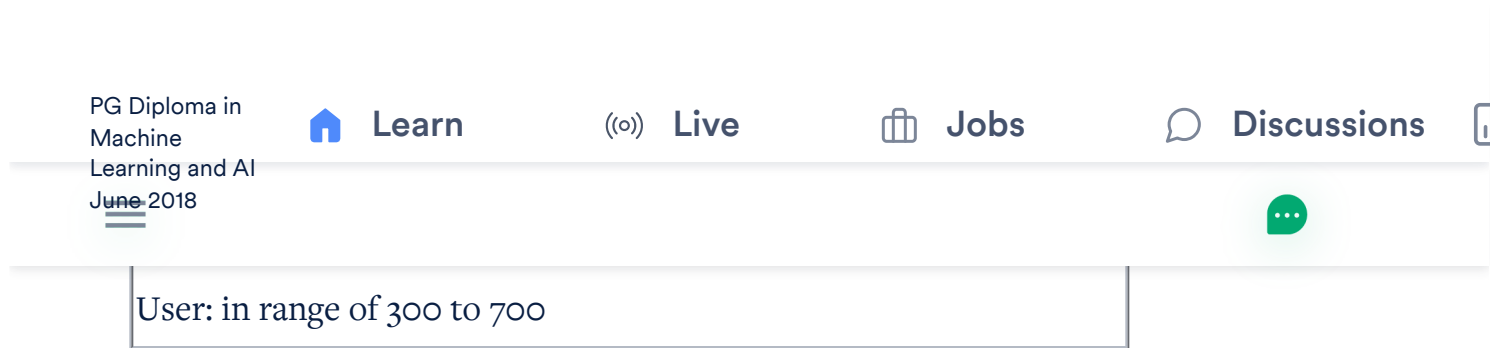 PG Diploma in
Machine
Learning and AI
June 2018
Learn
Live
Jobs
Discussions
User: in range of 300 to 700